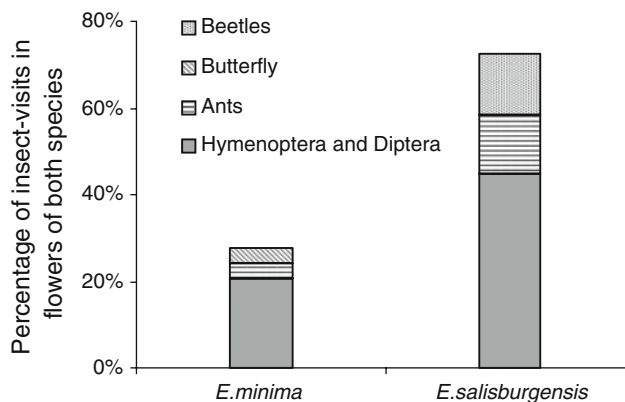 Percentage of insect-visits in
flowers of both species
80%
60%
40%
20%
0%
Beetles
Butterfly
Ants
Hymenoptera and Diptera
E.minima
E.salisburgensis